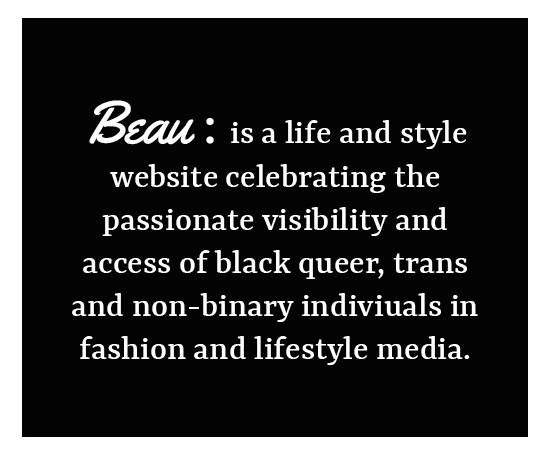 Beau : is a life and style
website celebrating the
passionate visibility and
access of black queer, trans
and non-binary indiviuals in
fashion and lifestyle media.